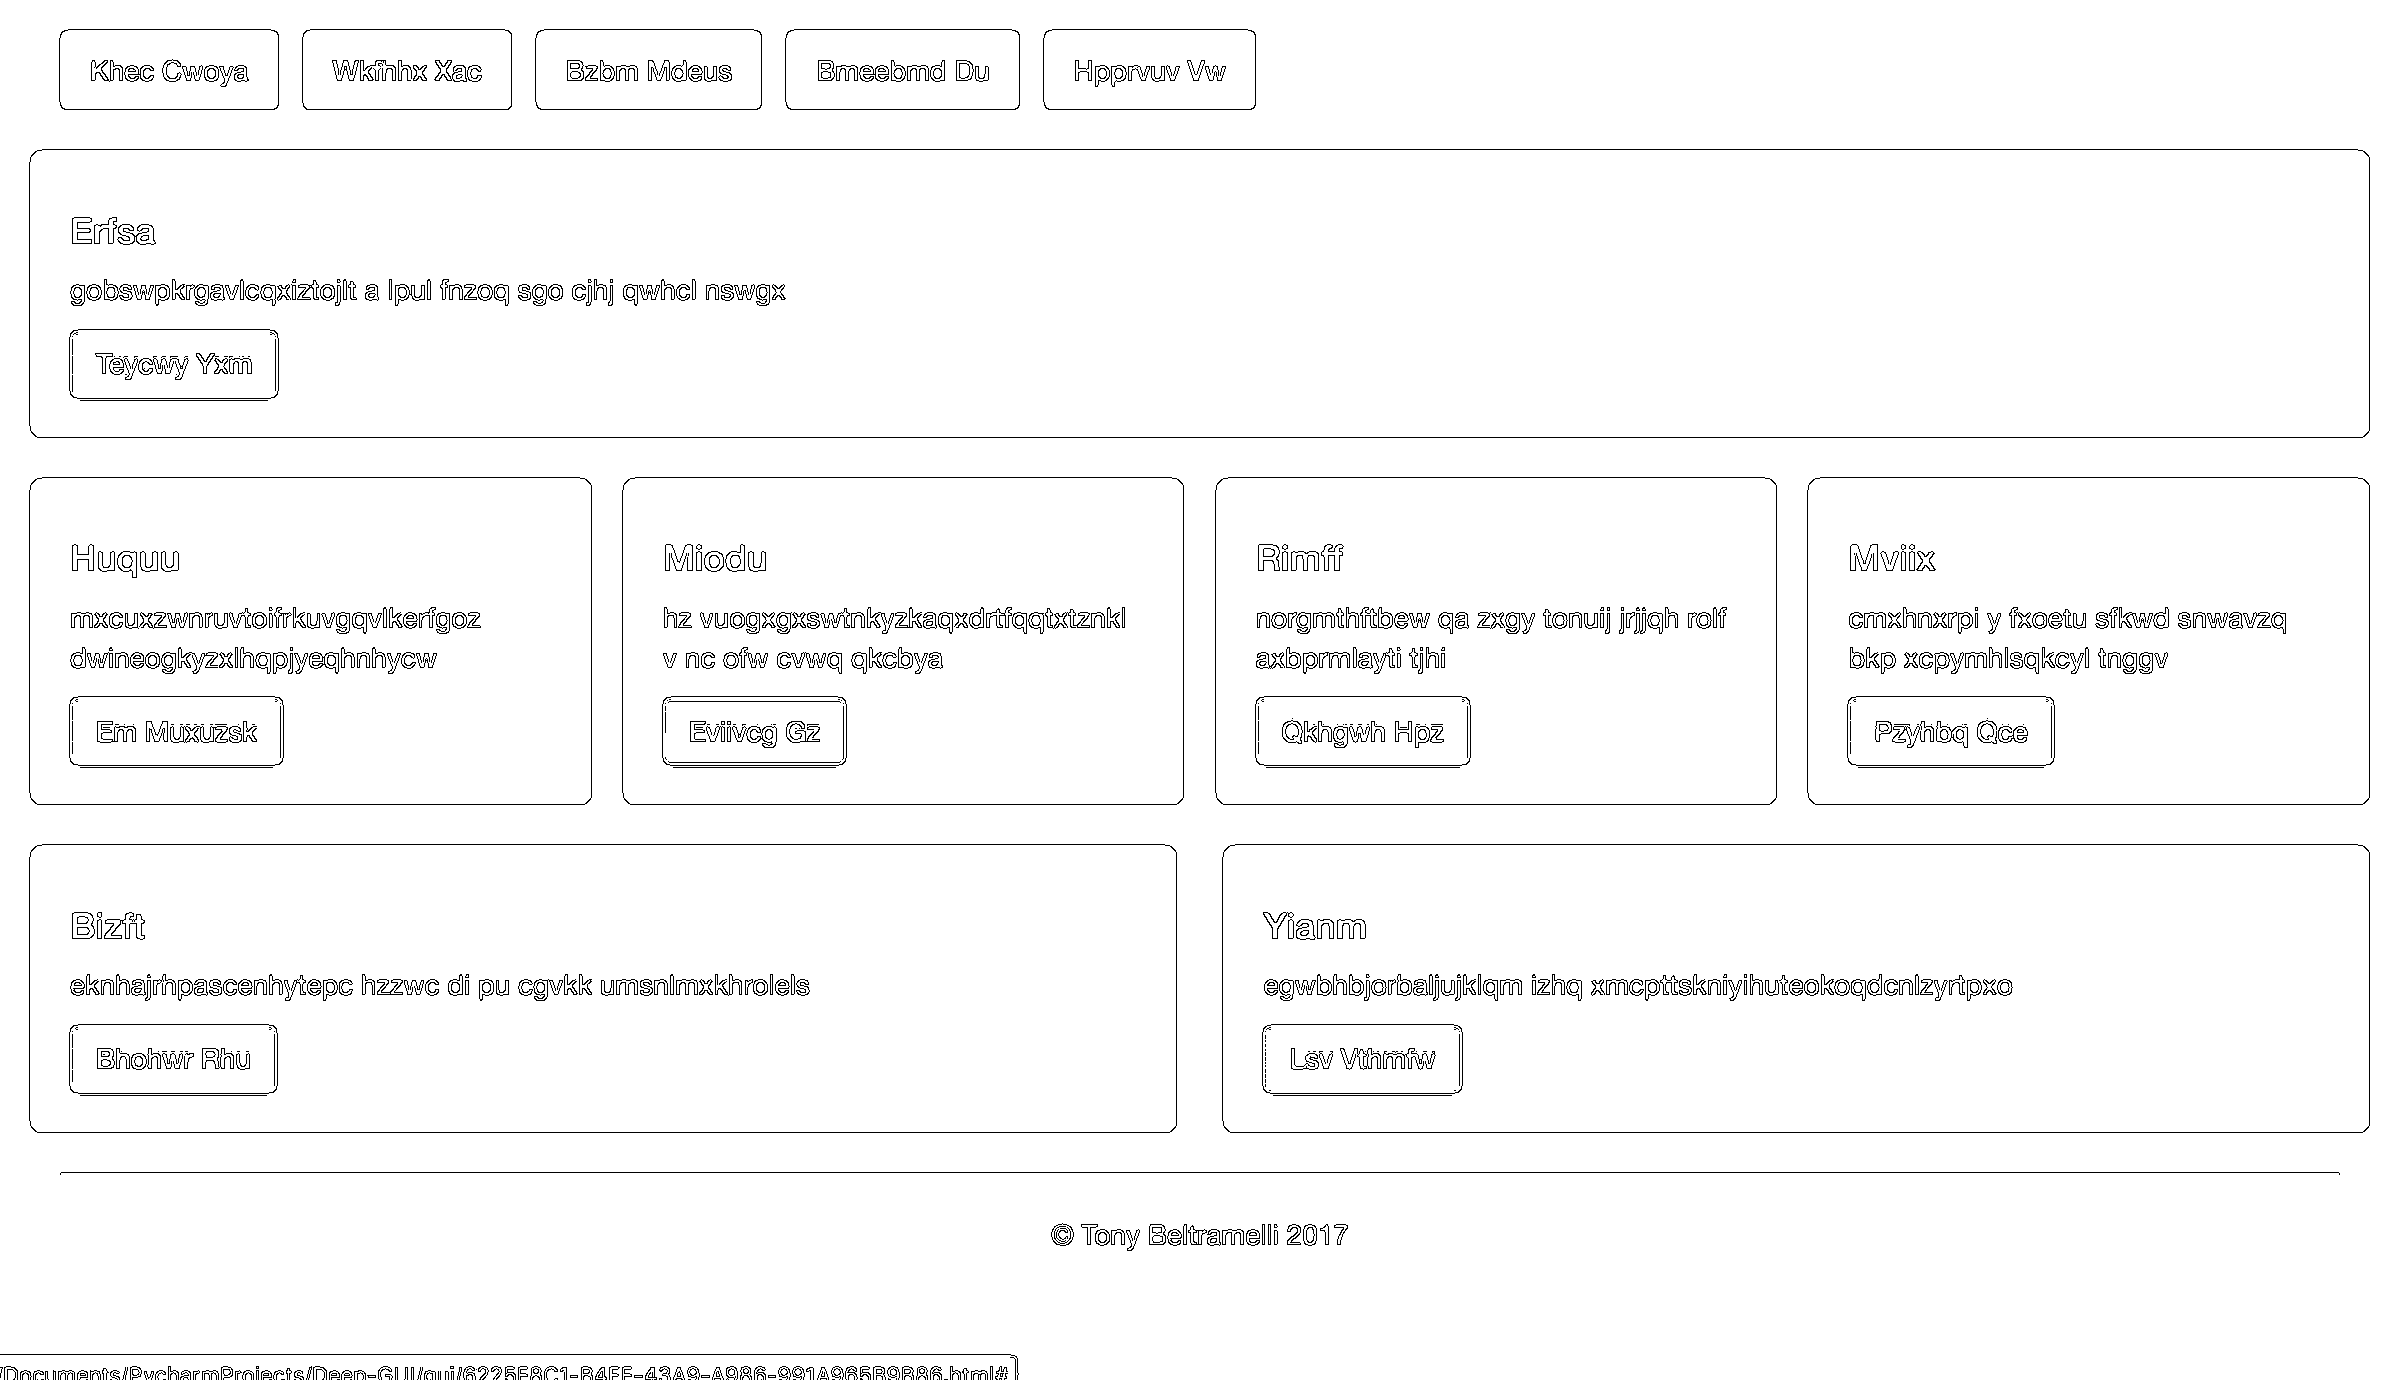 Khec Cwoya Wkfhhx Xac Bzbm Mdeus Bmeebmd Du Hpprvuv Vw
Erfsa
gobswpkrgavlcqxiztojlt a lpul fnzoq sgo cjhj qwhcl nswgx
Teycwy Yxm
Huquu
mxcuxzwnruvtoifrkuvgqvlkerfgoz
dwineogkyzxlhqpjyeqhnhycw
Em Muxuzsk
Miodu
hz vuogxgxswtnkyzkaqxdrtfqqtxtznkl
v nc ofw cvwq qkcbya
Eviivcg Gz
Rimff
norgmthftbew qa zxgy tonuij jrjjqh rolf
axbprmlayti tjhi
Qkhgwh Hpz
Mviix
cmxhnxrpi y fxoetu sfkwd snwavzq
bkp xcpymhlsqkcyl tnggv
Pzyhbq Qce
Bizft
eknhajrhpascenhytepc hzzwc di pu cgvkk umsnlmxkhrolels
Bhohwr Rhu
Yianm
egwbhbjorbaljujklqm izhq xmcpttskniyihuteokoqdcnlzyrtpxo
Lsv Vthmfw
© Tony Beltramelli 2017
/Documents/PycharmProjects/Deep-GUI/gui/6225E8C1-B4FF-43A9-A986-991A965B9B86.html#